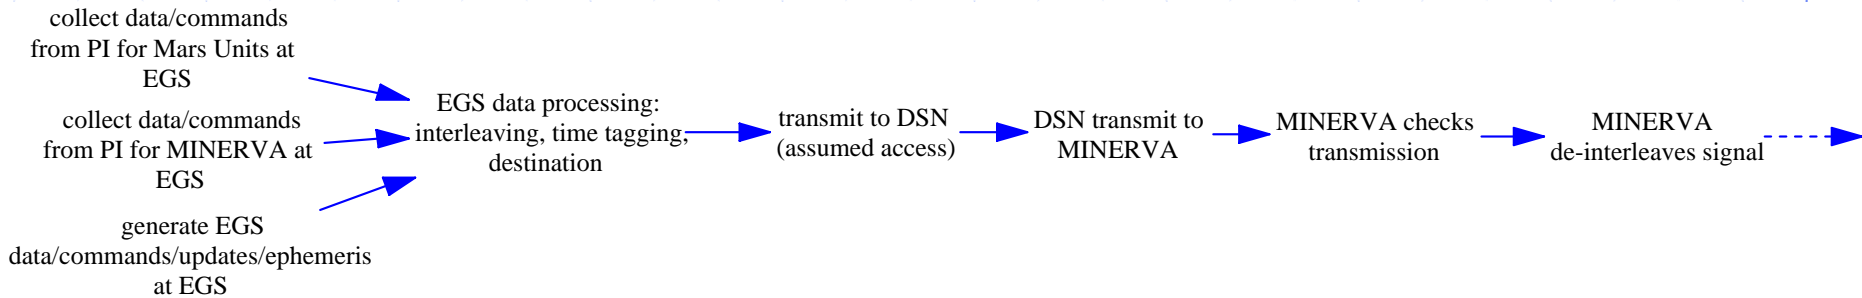 collect data/commands
from PI for Mars Units at
EGS
collect data/commands
from PI for MINERVA at
EGS
generate EGS
data/commands/updates/ephemeris
at EGS
EGS data processing:
interleaving, time tagging,
destination
transmit to DSN
(assumed access)
DSN transmit to
MINERVA
MINERVA checks
transmission
MINERVA
de-interleaves signal